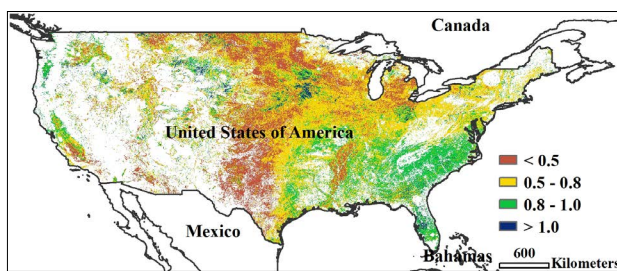 Canada
United States of America
< 0.5
0.5 - 0.8
0.8 - 1.0
> 1.0
Mexico
Bahamas
600
Kilometers